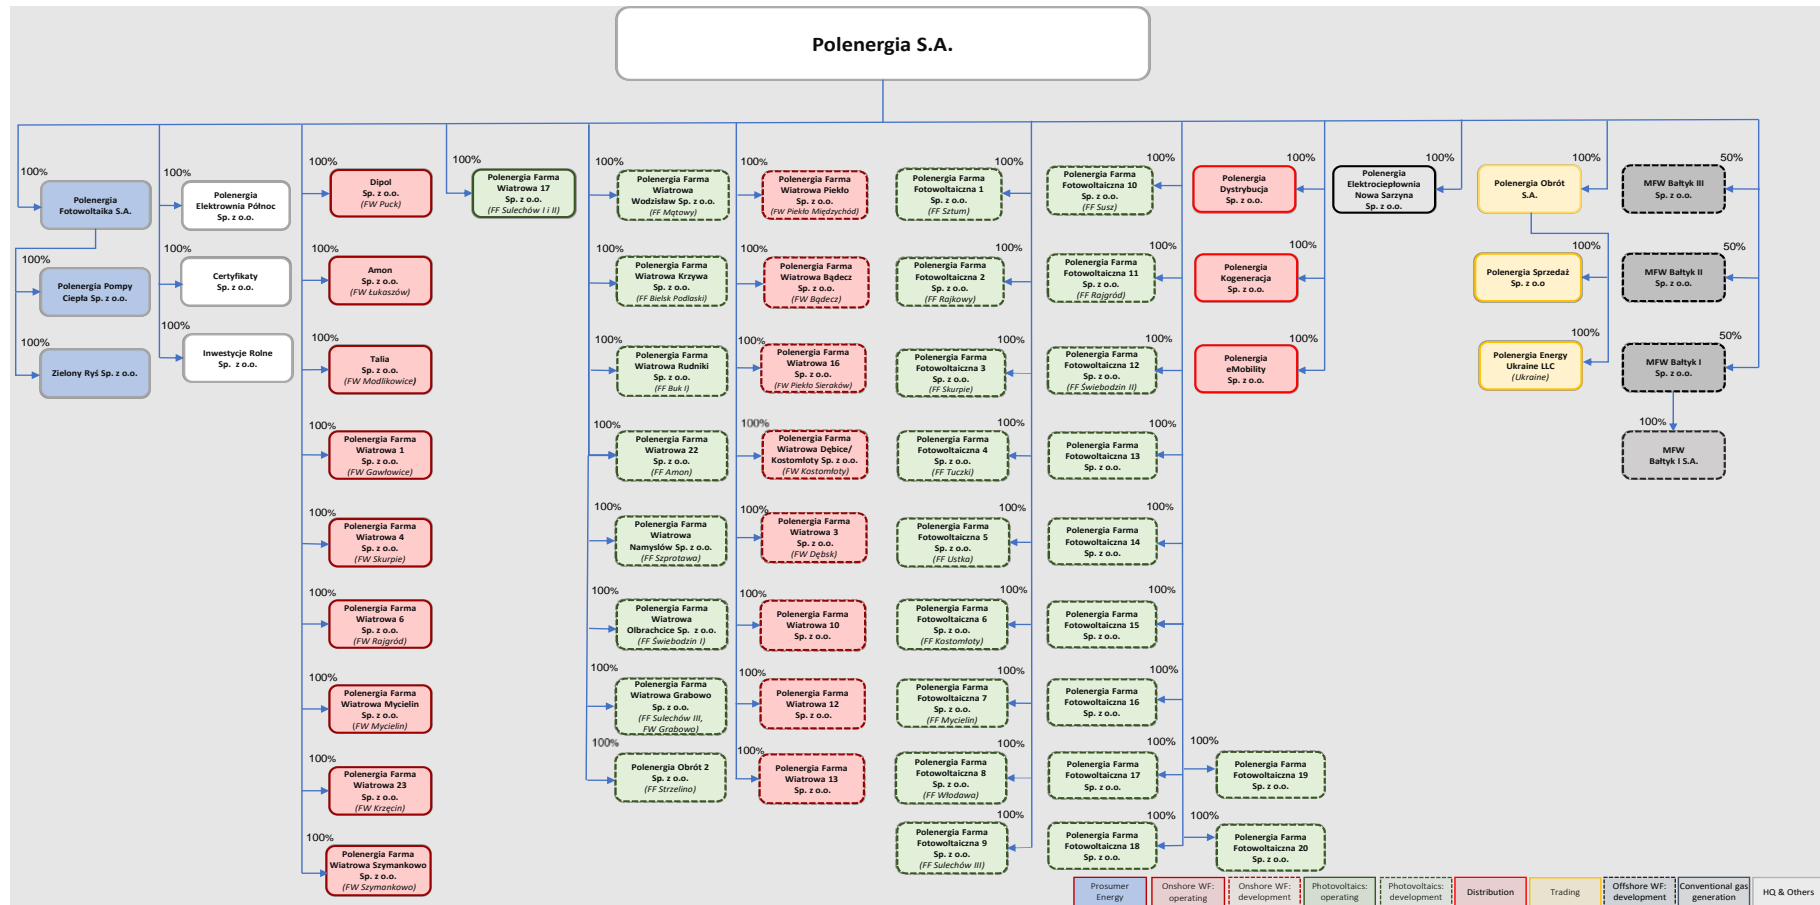 Polenergia S.A.
100%
Polenergia
Fotovoltaika S.A.
100%
Polenergia Pompy
Ciepła Sp. z o.o.
100%
Zielony Ryś Sp. z o.o.
100%
Polenergia
Elektrownia Północ
Sp. z o.o.
100%
Certyfikaty
Sp. z o.o.
100%
Inwestycje Rolne
Sp. z o.o.
100%
Dipol
Sp. z o.o.
(FW Puck)
100%
Amon
Sp. z o.o.
(FW Łukaszów)
100%
Talia
Sp. z o.o.
(FW Modlikowice)
100%
Polenergia Farma
Wiatrowa 1
Sp. z o.o.
(FW Gawłowice)
100%
Polenergia Farma
Wiatrowa 4
Sp. z o.o.
(FW Skurpie)
100%
Polenergia Farma
Wiatrowa 6
Sp. z o.o.
(FW Rajgród)
100%
Polenergia Farma
Wiatrowa Mycielin
Sp. z o.o.
(FW Mycielin)
100%
Polenergia Farma
Wiatrowa 23
Sp. z o.o.
(FW Krzęcin)
100%
Polenergia Farma
Wiatrowa Szymankowo
Sp. z o.o.
(FW Szymankowo)
100%
Polenergia Farma
Wiatrowa 17
Sp. z o.o.
(FF Sulechów I i II)
100%
Polenergia Farma
Wiatrowa
Wodzisław Sp. z o.o.
(FF Mątowy)
100%
Polenergia Farma
Wiatrowa Krzywa
Sp. z o.o.
(FF Bielsk Podlaski)
100%
Polenergia Farma
Wiatrowa Rudniki
Sp. z o.o.
(FF Buk I)
100%
Polenergia Farma
Wiatrowa 22
Sp. z o.o.
(FF Amon)
100%
Polenergia Farma
Wiatrowa
Namysłów Sp. z o.o.
(FF Szprotawa)
100%
Polenergia Farma
Wiatrowa
Olbrachcice Sp. z o.o.
(FF Świebodzin I)
100%
Polenergia Farma
Wiatrowa Grabowo
Sp. z o.o.
(FF Sulechów III,
FW Grabowo)
100%
Polenergia Obrót 2
Sp. z o.o.
(FF Strzelino)
100%
Polenergia Farma
Wiatrowa Piekło
Sp. z o.o.
(FW Piekło Międzychód)
100%
Polenergia Farma
Wiatrowa Bądecz
Sp. z o.o.
(FW Bądecz)
100%
Polenergia Farma
Wiatrowa 16
Sp. z o.o.
(FW Piekło Sieraków)
100%
Polenergia Farma
Wiatrowa Dębice/
Kostomłoty Sp. z o.o.
(FW Kostomłoty)
100%
Polenergia Farma
Wiatrowa 3
Sp. z o.o.
(FW Dębsk)
100%
Polenergia Farma
Wiatrowa 10
Sp. z o.o.
100%
Polenergia Farma
Wiatrowa 12
Sp. z o.o.
100%
Polenergia Farma
Wiatrowa 13
Sp. z o.o.
100%
Polenergia Farma
Fotowoltaiczna 1
Sp. z o.o.
(FF Sztum)
100%
Polenergia Farma
Fotowoltaiczna 2
Sp. z o.o.
(FF Rajkowy)
100%
Polenergia Farma
Fotowoltaiczna 3
Sp. z o.o.
(FF Skurpie)
100%
Polenergia Farma
Fotowoltaiczna 4
Sp. z o.o.
(FF Tuczki)
100%
Polenergia Farma
Fotowoltaiczna 5
Sp. z o.o.
(FF Ustka)
100%
Polenergia Farma
Fotowoltaiczna 6
Sp. z o.o.
(FF Kostomłoty)
100%
Polenergia Farma
Fotowoltaiczna 7
Sp. z o.o.
(FF Mycielin)
100%
Polenergia Farma
Fotowoltaiczna 8
Sp. z o.o.
(FF Włodawa)
100%
Polenergia Farma
Fotowoltaiczna 9
Sp. z o.o.
(FF Sulechów III)
100%
Polenergia Farma
Fotowoltaiczna 10
Sp. z o.o.
(FF Susz)
100%
Polenergia Farma
Fotowoltaiczna 11
Sp. z o.o.
(FF Rajgród)
100%
Polenergia Farma
Fotowoltaiczna 12
Sp. z o.o.
(FF Świebodzin II)
100%
Polenergia Farma
Fotowoltaiczna 13
Sp. z o.o.
100%
Polenergia Farma
Fotowoltaiczna 14
Sp. z o.o.
100%
Polenergia Farma
Fotowoltaiczna 15
Sp. z o.o.
100%
Polenergia Farma
Fotowoltaiczna 16
Sp. z o.o.
100%
Polenergia Farma
Fotowoltaiczna 17
Sp. z o.o.
100%
Polenergia Farma
Fotowoltaiczna 18
Sp. z o.o.
100%
Polenergia Farma
Fotowoltaiczna 19
Sp. z o.o.
100%
Polenergia Farma
Fotowoltaiczna 20
Sp. z o.o.
100%
Polenergia
Dystrybucja
Sp. z o.o.
100%
Polenergia
Kogeneracja
Sp. z o.o.
100%
Polenergia
eMobility
Sp. z o.o.
100%
Polenergia
Elektrociepłownia
Nowa Sarzyna
Sp. z o.o.
100%
Polenergia Obrót
S.A.
100%
Polenergia Sprzedaż
Sp. z o.o
100%
Polenergia Energy
Ukraine LLC
(Ukraine)
50%
MFW Bałtyk III
Sp. z o.o.
50%
MFW Bałtyk II
Sp. z o.o.
50%
MFW Bałtyk I
Sp. z o.o.
100%
MFW
Bałtyk I S.A.
Prosumer
Energy
Onshore WF:
operating
Onshore WF:
development
Photovoltaics:
operating
Photovoltaics:
development
Distribution
Trading
Offshore WF:
development
Conventional gas
generation
HQ & Others